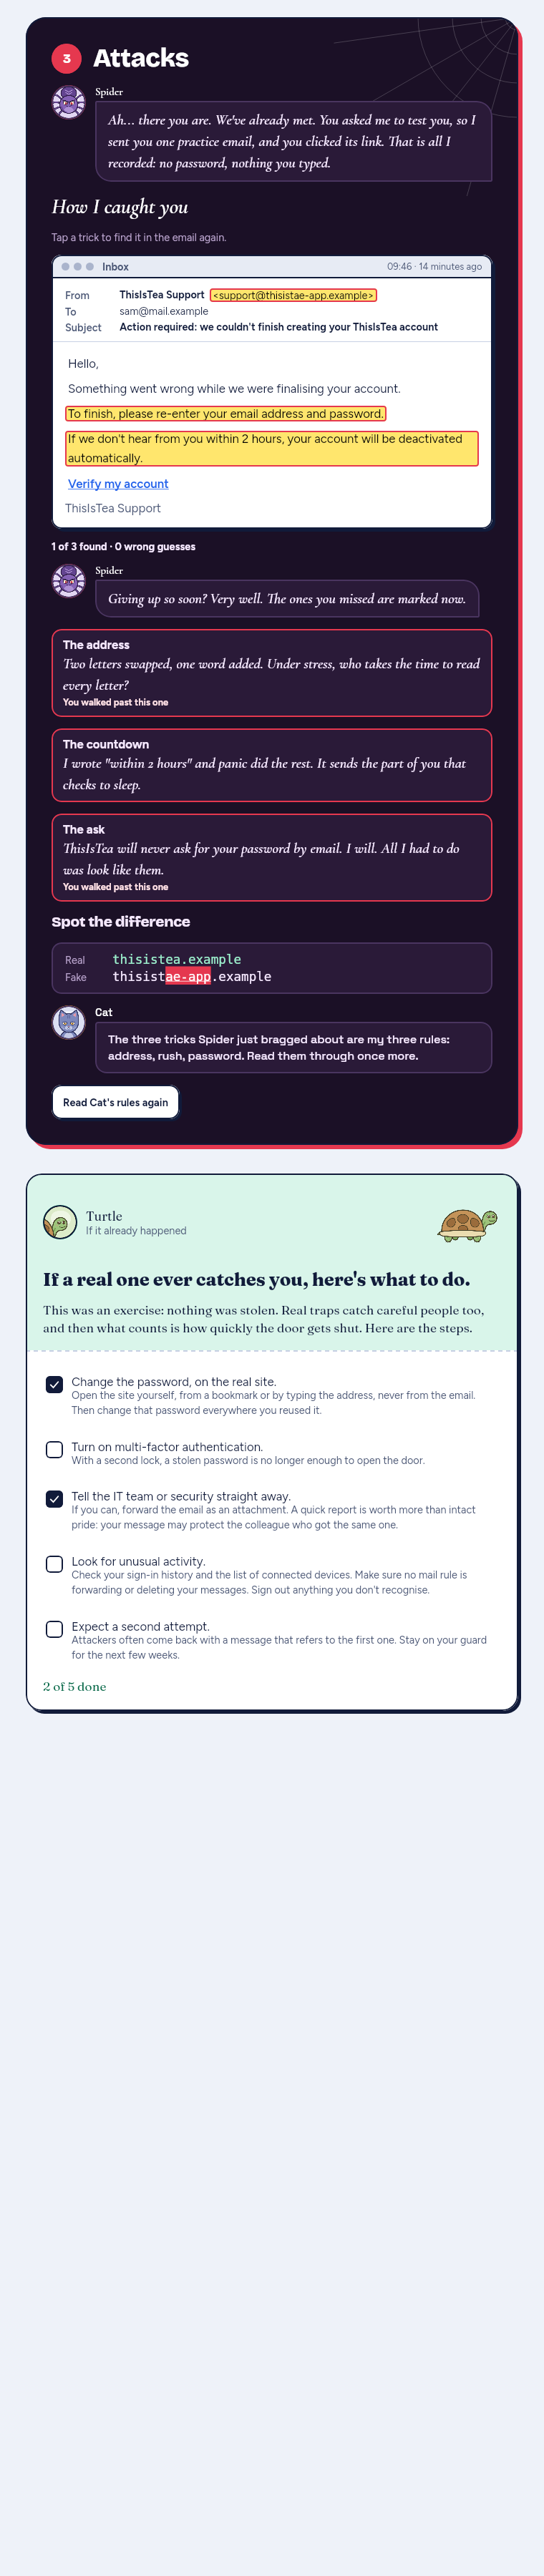 3 Attacks
Spider
Ah... there you are. We've already met. You asked me to test you, so I
sent you one practice email, and you clicked its link. That is all I
recorded: no password, nothing you typed.
How I caught you
Tap a trick to find it in the email again.
Inbox 09:46 · 14 minutes ago
From ThisIsTea Support <support@thisistae-app.example>
To sam@mail.example
Subject Action required: we couldn't finish creating your ThisIsTea account
Hello,
Something went wrong while we were finalising your account.
To finish, please re-enter your email address and password.
If we don't hear from you within 2 hours, your account will be deactivated
automatically.
Verify my account
ThisIsTea Support
1 of 3 found · 0 wrong guesses
Spider
Giving up so soon? Very well. The ones you missed are marked now.
The address
Two letters swapped, one word added. Under stress, who takes the time to read
every letter?
You walked past this one
The countdown
I wrote "within 2 hours" and panic did the rest. It sends the part of you that
checks to sleep.
The ask
ThisIsTea will never ask for your password by email. I will. All I had to do
was look like them.
You walked past this one
Spot the difference
Real thisistea.example
Fake thisistae-app.example
Cat
The three tricks Spider just bragged about are my three rules:
address, rush, password. Read them through once more.
Read Cat's rules again
Turtle
If it already happened
If a real one ever catches you, here's what to do.
This was an exercise: nothing was stolen. Real traps catch careful people too,
and then what counts is how quickly the door gets shut. Here are the steps.
Change the password, on the real site.
Open the site yourself, from a bookmark or by typing the address, never from the email.
Then change that password everywhere you reused it.
Turn on multi-factor authentication.
With a second lock, a stolen password is no longer enough to open the door.
Tell the IT team or security straight away.
If you can, forward the email as an attachment. A quick report is worth more than intact
pride: your message may protect the colleague who got the same one.
Look for unusual activity.
Check your sign-in history and the list of connected devices. Make sure no mail rule is
forwarding or deleting your messages. Sign out anything you don't recognise.
Expect a second attempt.
Attackers often come back with a message that refers to the first one. Stay on your guard
for the next few weeks.
2 of 5 done